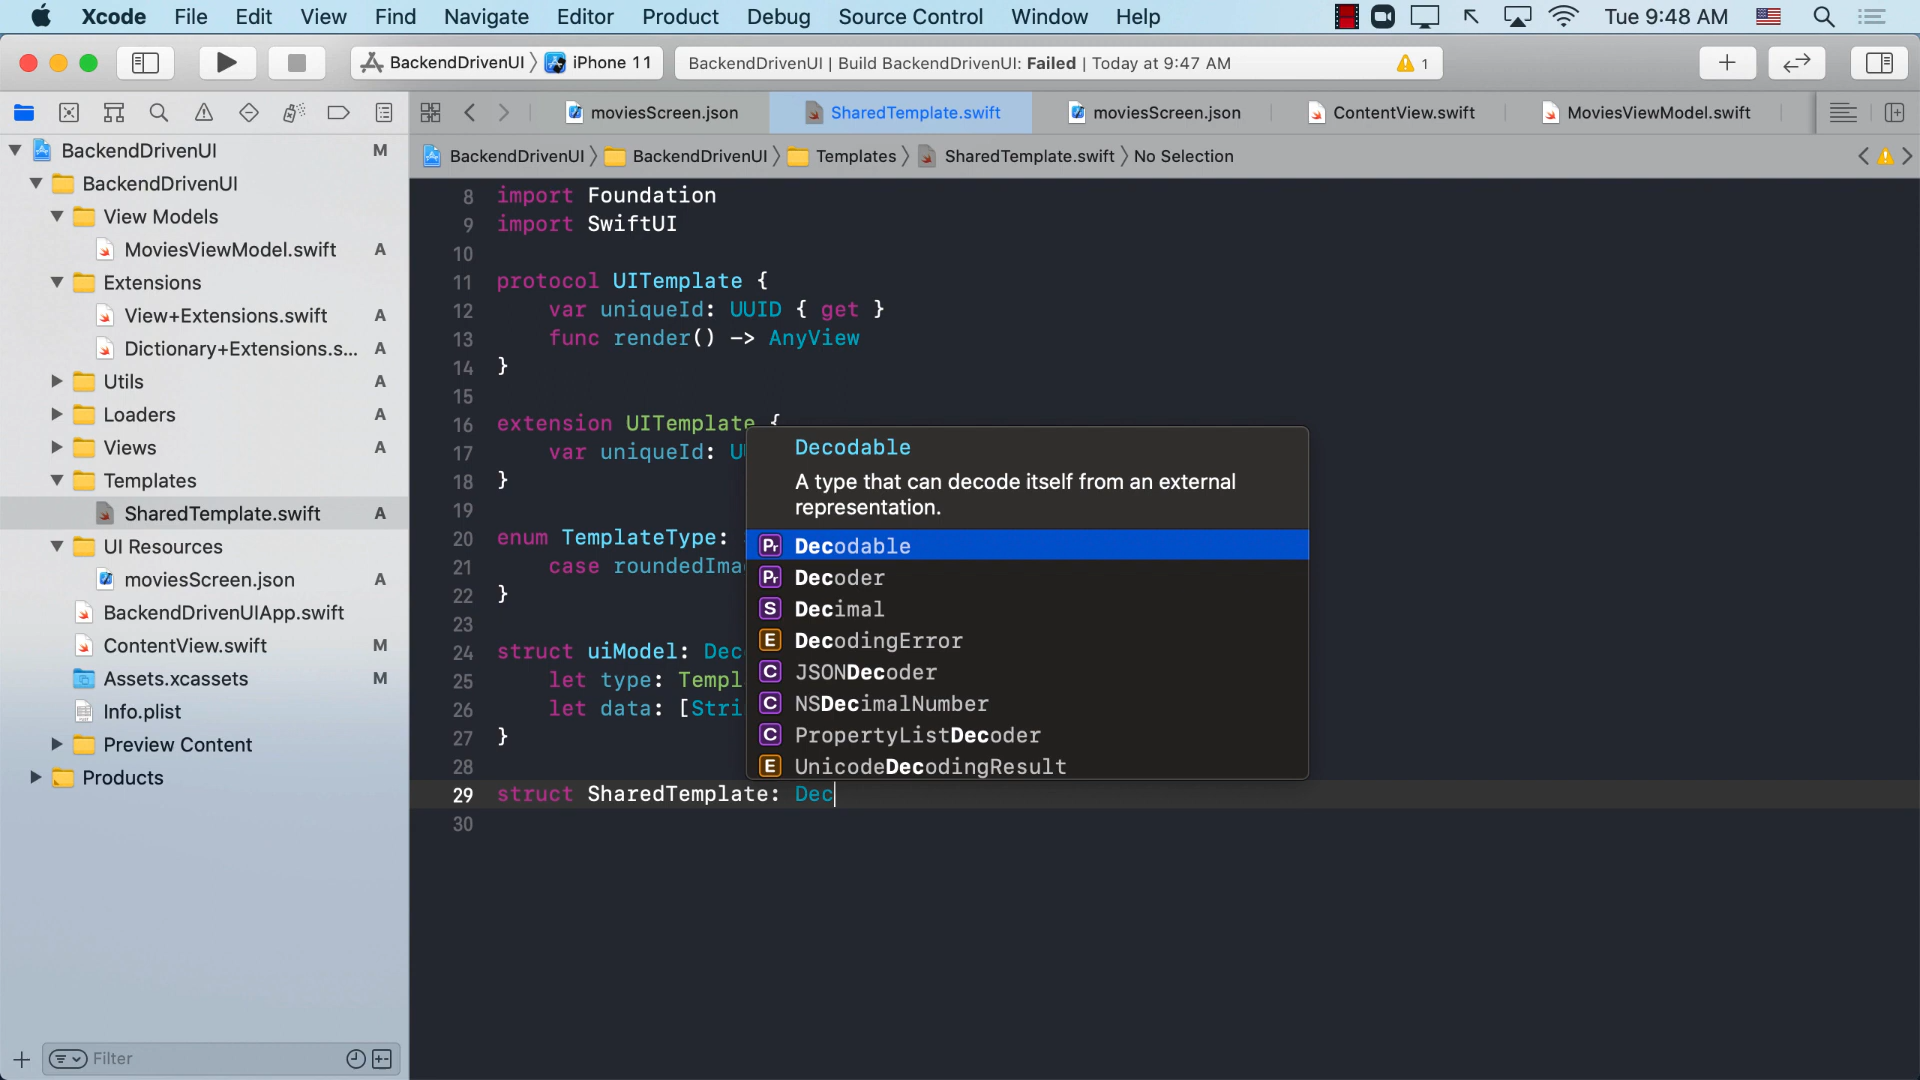 Xcode File Edit View Find Navigate Editor Product Debug Source Control Window Help Tue 9:48 AM
BackendDrivenUI iPhone 11 BackendDrivenUI | Build BackendDrivenUI: Failed | Today at 9:47 AM 1
moviesScreen.json SharedTemplate.swift moviesScreen.json ContentView.swift MoviesViewModel.swift
BackendDrivenUI BackendDrivenUI Templates SharedTemplate.swift No Selection
BackendDrivenUI M
BackendDrivenUI
View Models
MoviesViewModel.swift A
Extensions
View+Extensions.swift A
Dictionary+Extensions.s... A
Utils A
Loaders A
Views A
Templates
SharedTemplate.swift A
UI Resources
moviesScreen.json A
BackendDrivenUIApp.swift
ContentView.swift M
Assets.xcassets M
Info.plist
Preview Content
Products
Filter
8 import Foundation
9 import SwiftUI
10
11 protocol UITemplate {
12 var uniqueId: UUID { get }
13 func render() -> AnyView
14 }
15
16 extension UITemplate {
17 var uniqueId:
18 }
19
20 enum TemplateType:
21 case roundedIma
22 }
23
24 struct uiModel: Dec
25 let type: Templ
26 let data: [Stri
27 }
28
29 struct SharedTemplate: Dec
30
Decodable
A type that can decode itself from an external
representation.
Pr Decodable
Pr Decoder
S Decimal
E DecodingError
C JSONDecoder
C NSDecimalNumber
C PropertyListDecoder
E UnicodeDecodingResult